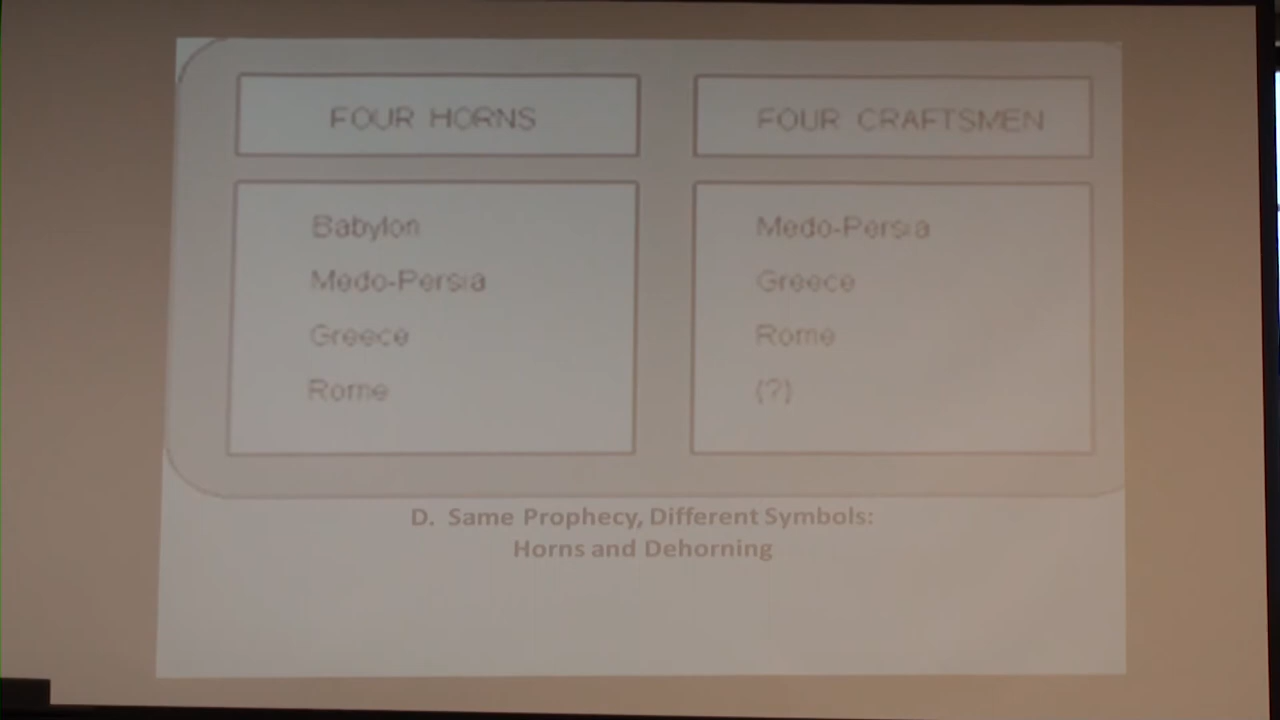 FOUR HORNS
FOUR CRAFTSMEN
Babylon
Medo-Persia
Greece
Rome
Medo-Persia
Greece
Rome
(?)
D. Same Prophecy, Different Symbols:
Horns and Dehorning